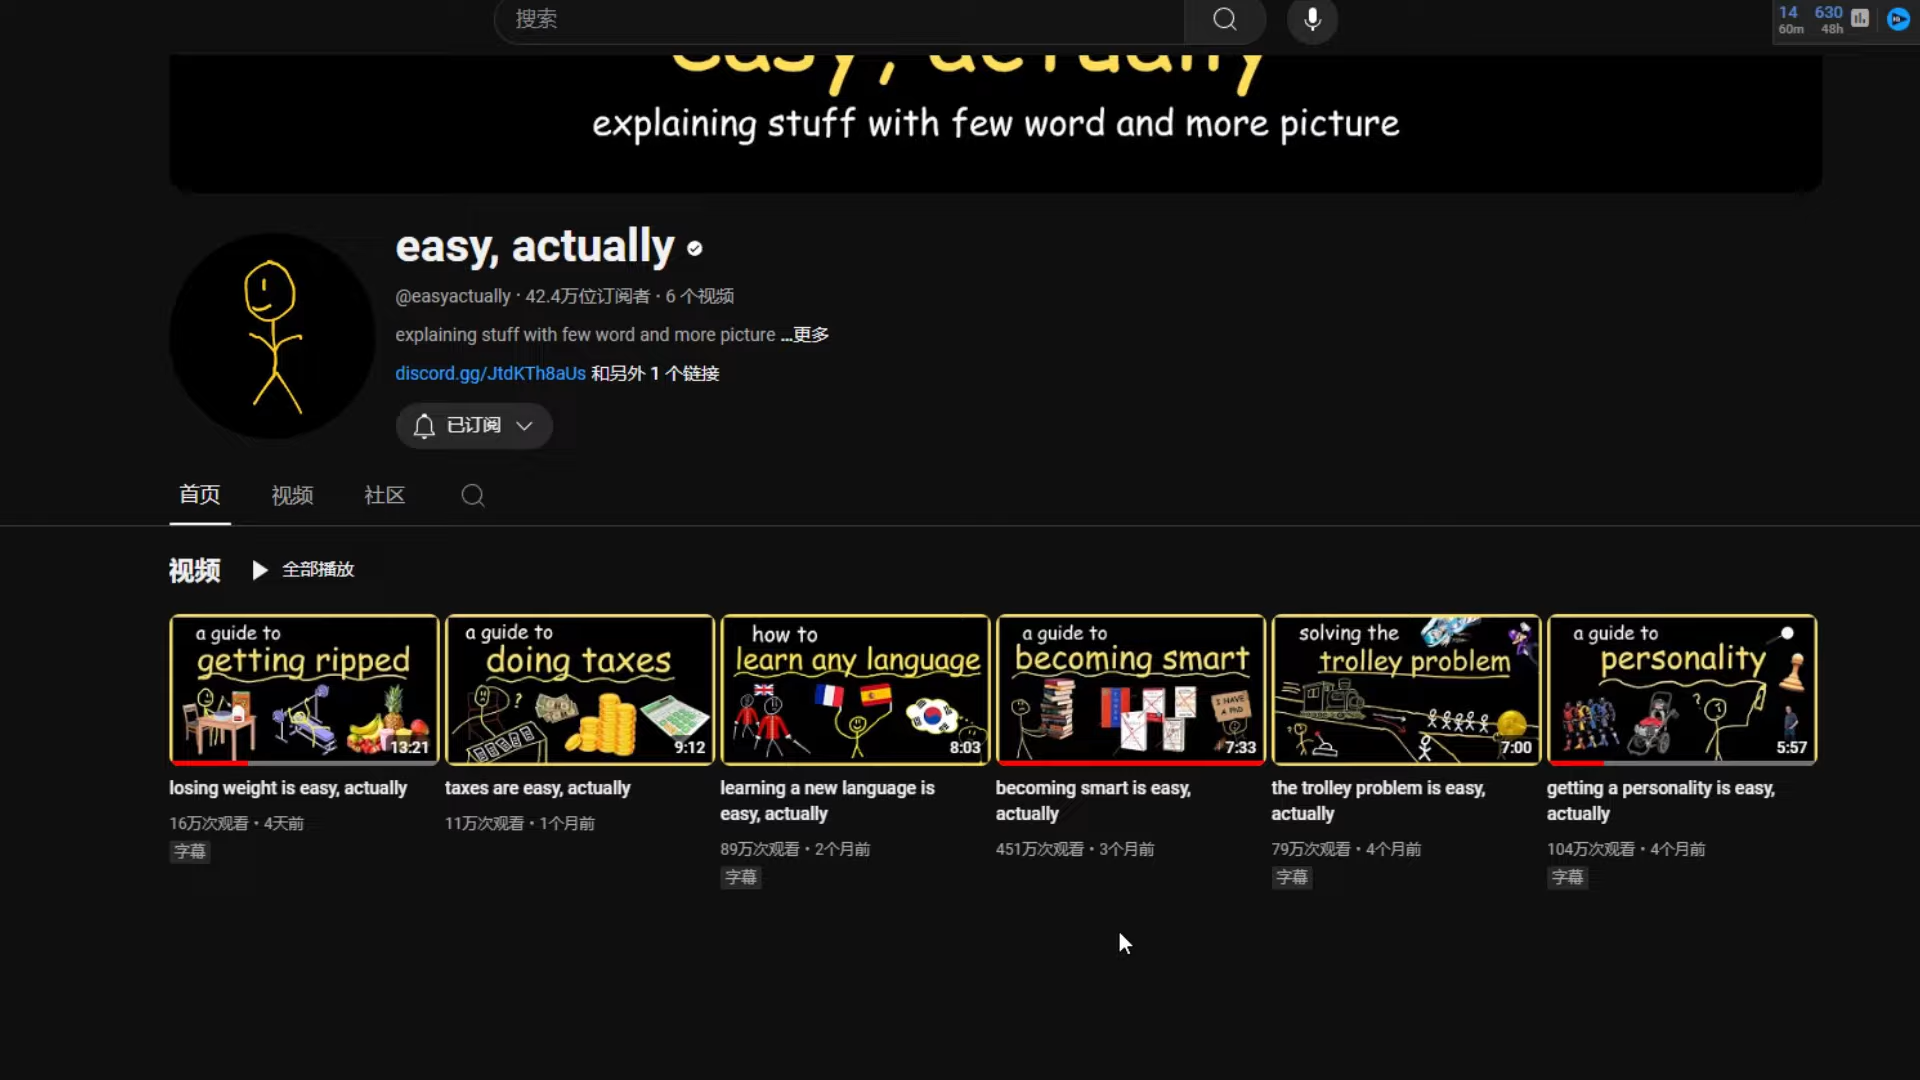 搜索
14 630
60m 48h
easy, actually
explaining stuff with few word and more picture
easy, actually
@easyactually · 42.4万位订阅者 · 6 个视频
explaining stuff with few word and more picture ...更多
discord.gg/JtdKTh8aUs 和另外 1 个链接
已订阅
首页 视频 社区
视频 全部播放
a guide to
getting ripped
13:21
losing weight is easy, actually
16万次观看 · 4天前
字幕
a guide to
doing taxes
?
9:12
taxes are easy, actually
11万次观看 · 1个月前
how to
learn any language
8:03
learning a new language is
easy, actually
89万次观看 · 2个月前
字幕
a guide to
becoming smart
I HAVE
A PhD
7:33
becoming smart is easy,
actually
451万次观看 · 3个月前
solving the
trolley problem
7:00
the trolley problem is easy,
actually
79万次观看 · 4个月前
字幕
a guide to
personality
?
5:57
getting a personality is easy,
actually
104万次观看 · 4个月前
字幕